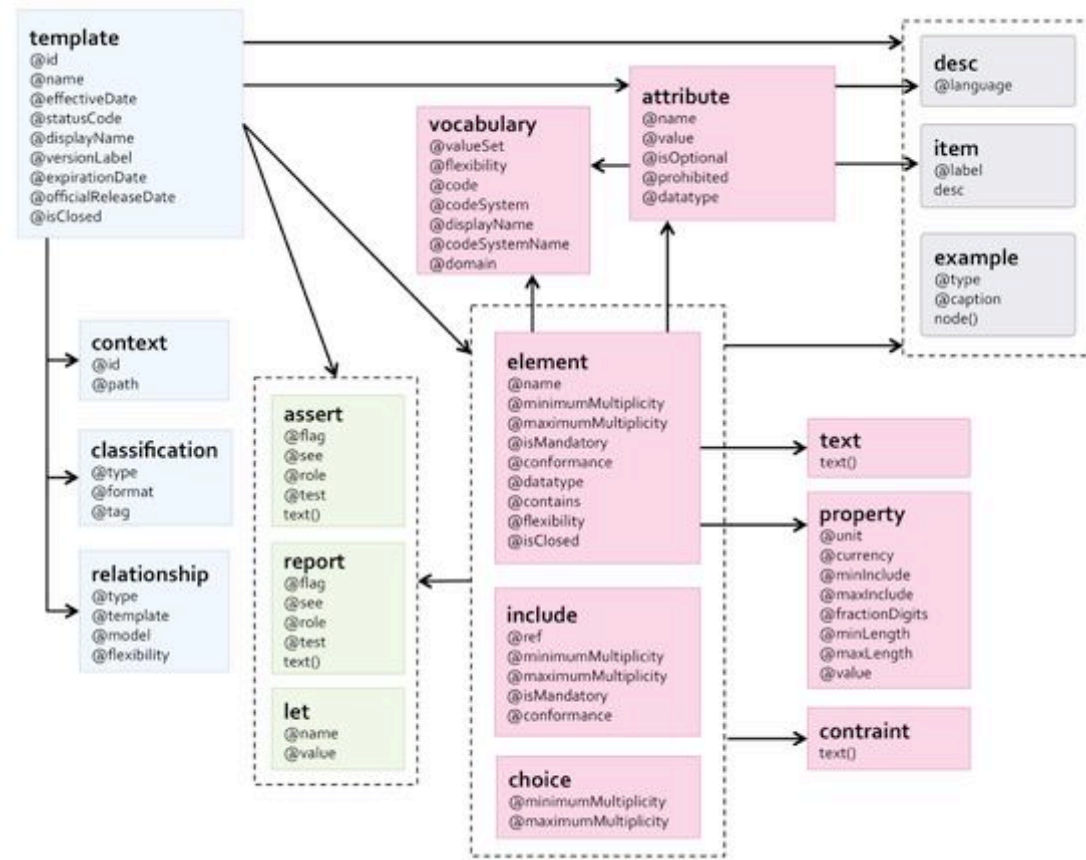 template
@id
@name
@effectiveDate
@statusCode
@displayName
@versionLabel
@expirationDate
@officialReleaseDate
@isClosed
context
@id
@path
classification
@type
@format
@tag
relationship
@type
@template
@model
@flexibility
assert
@flag
@see
@role
@test
text()
report
@flag
@see
@role
@test
text()
let
@name
@value
vocabulary
@valueSet
@flexibility
@code
@codeSystem
@displayName
@codeSystemName
@domain
attribute
@name
@value
@isOptional
@prohibited
@datatype
element
@name
@minimumMultiplicity
@maximumMultiplicity
@isMandatory
@conformance
@datatype
@contains
@flexibility
@isClosed
include
@ref
@minimumMultiplicity
@maximumMultiplicity
@isMandatory
@conformance
choice
@minimumMultiplicity
@maximumMultiplicity
desc
@language
item
@label
desc
example
@type
@caption
node()
text
text()
property
@unit
@currency
@minInclude
@maxInclude
@fractionDigits
@minLength
@maxLength
@value
contraint
text()